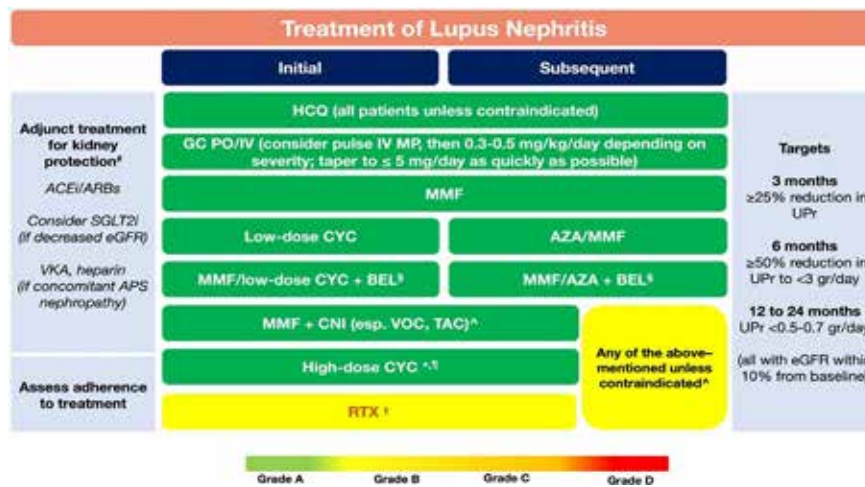 Treatment of Lupus Nephritis
Initial
Subsequent
Adjunct treatment
for kidney
protection#
ACEi/ARBs
Consider SGLT2i
(if decreased eGFR)
VKA, heparin
(if concomitant APS
nephropathy)
Assess adherence
to treatment
HCQ (all patients unless contraindicated)
GC PO/IV (consider pulse IV MP, then 0.3-0.5 mg/kg/day depending on
severity; taper to ≤ 5 mg/day as quickly as possible)
MMF
Low-dose CYC
AZA/MMF
MMF/low-dose CYC + BEL§
MMF/AZA + BEL§
MMF + CNI (esp. VOC, TAC)^
High-dose CYC ^,¶
RTX
Any of the above–
mentioned unless
contraindicated^
Targets
3 months
≥25% reduction in
UPr
6 months
≥50% reduction in
UPr to <3 gr/day
12 to 24 months
UPr <0.5-0.7 gr/day
(all with eGFR within
10% from baseline)
Grade A
Grade B
Grade C
Grade D